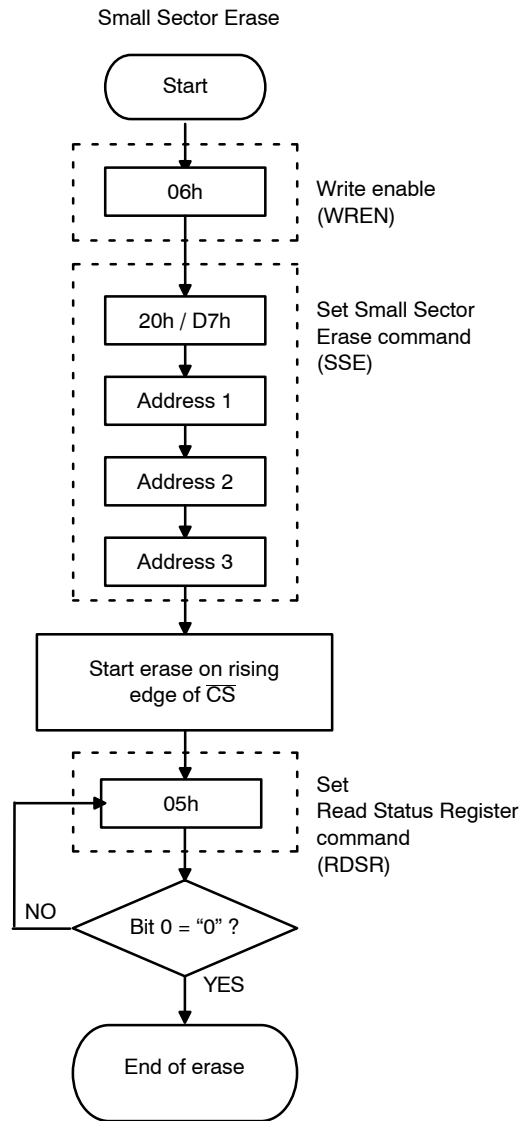 Small Sector Erase
Start
06h
Write enable
(WREN)
20h / D7h
Set Small Sector
Erase command
(SSE)
Address 1
Address 2
Address 3
Start erase on rising
edge of C̅S̅
05h
Set
Read Status Register
command
(RDSR)
NO
Bit 0 = “0” ?
YES
End of erase